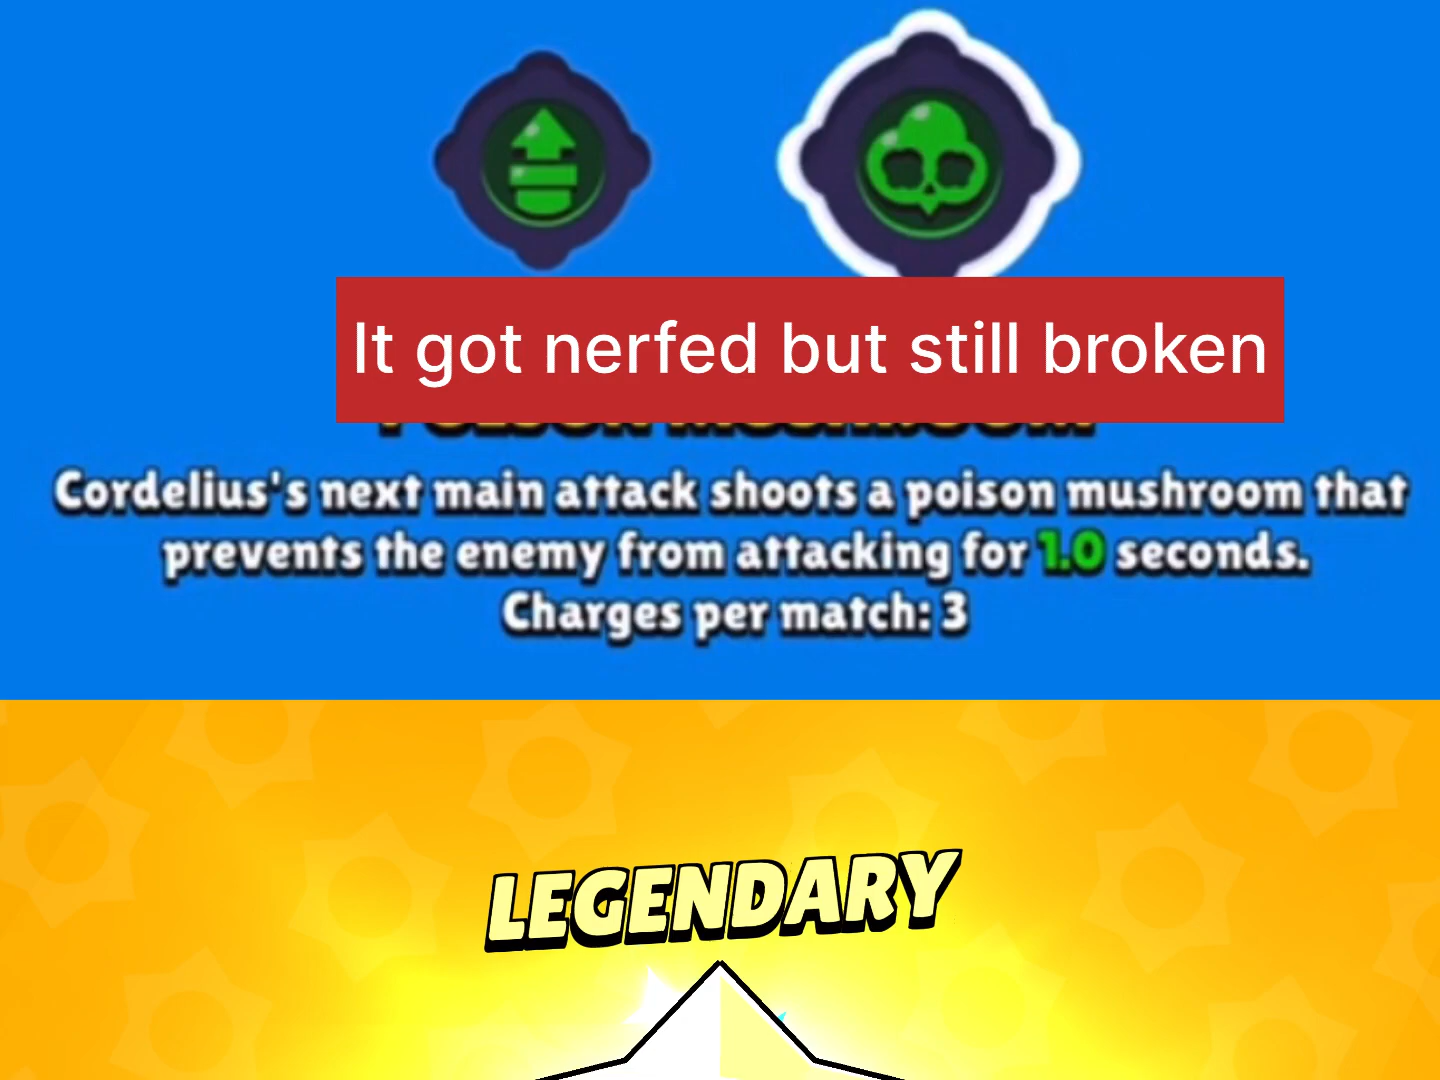 It got nerfed but still broken
Cordelius's next main attack shoots a poison mushroom that
prevents the enemy from attacking for 1.0 seconds.
Charges per match: 3
LEGENDARY